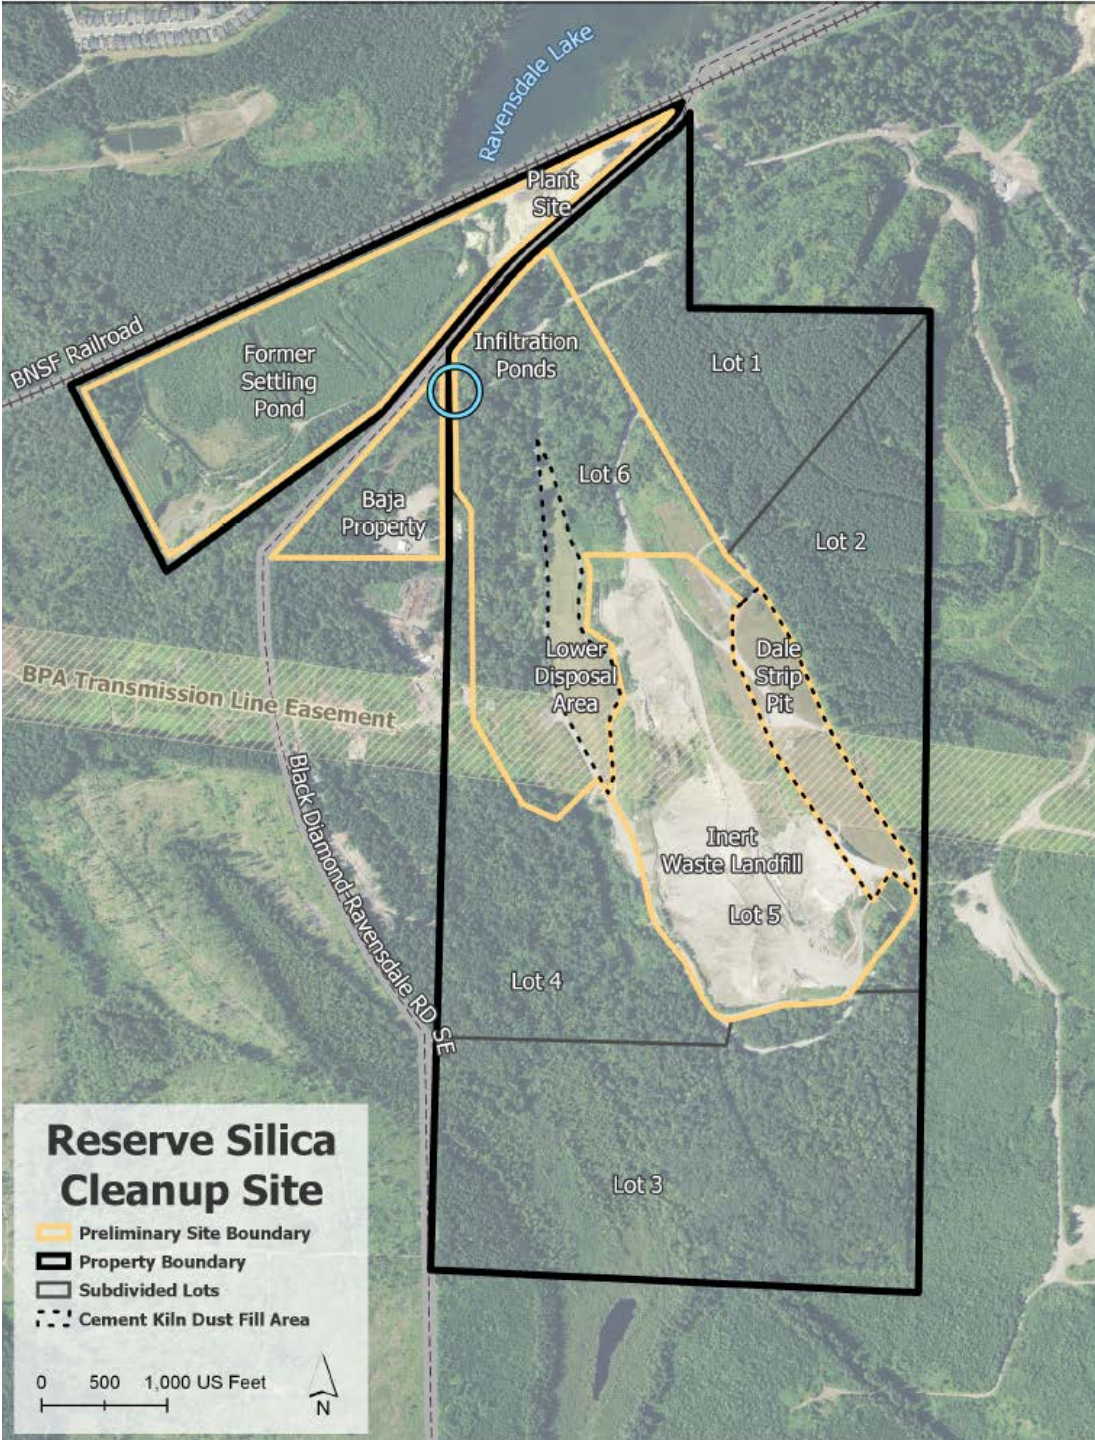 Ravensdale Lake
Plant
Site
BNSF Railroad
Former
Settling
Pond
Infiltration
Ponds
Lot 1
Lot 6
Baja
Property
Lot 2
Lower
Disposal
Area
Dale
Strip
Pit
BPA Transmission Line Easement
Black Diamond-Ravensdale RD SE
Inert
Waste Landfill
Lot 5
Lot 4
Lot 3
Reserve Silica
Cleanup Site
Preliminary Site Boundary
Property Boundary
Subdivided Lots
Cement Kiln Dust Fill Area
0 500 1,000 US Feet
N